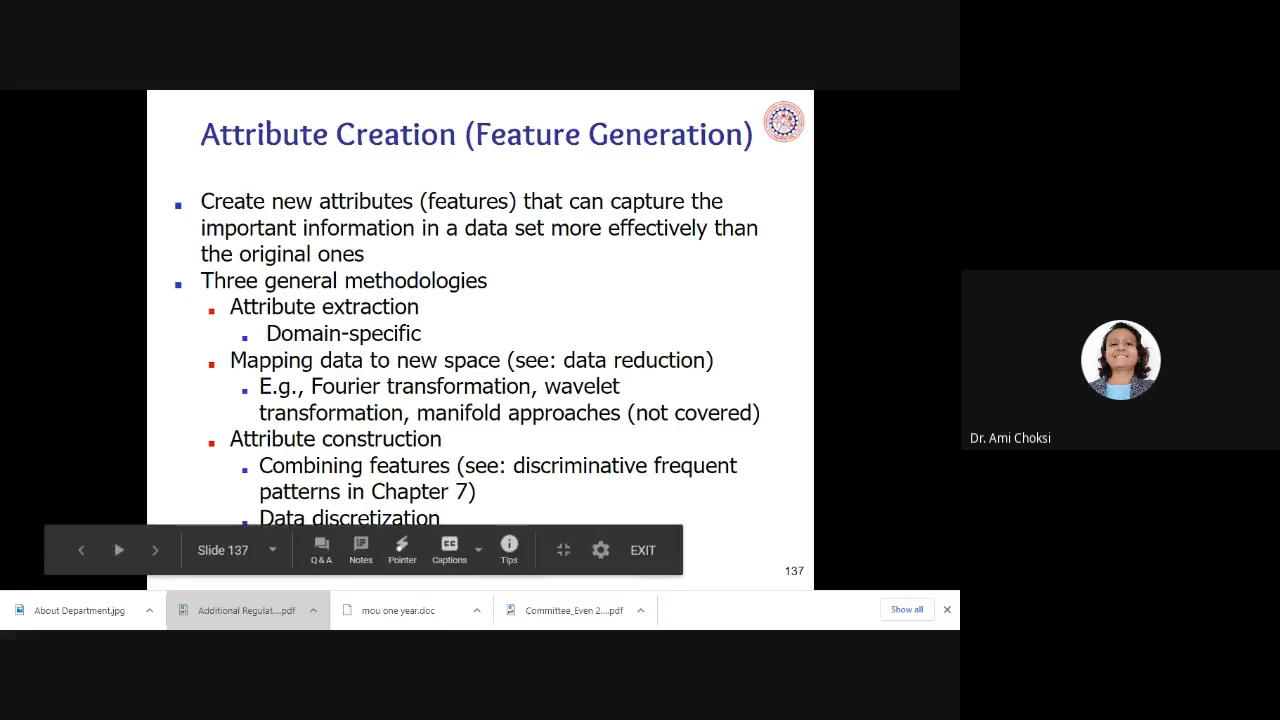 Attribute Creation (Feature Generation)
Create new attributes (features) that can capture the
important information in a data set more effectively than
the original ones
Three general methodologies
Attribute extraction
Domain-specific
Mapping data to new space (see: data reduction)
E.g., Fourier transformation, wavelet
transformation, manifold approaches (not covered)
Attribute construction
Combining features (see: discriminative frequent
patterns in Chapter 7)
Data discretization
Dr. Ami Choksi
Slide 137
Q & A
Notes
Pointer
CC
Captions
Tips
EXIT
137
About Department.jpg
Additional Regulat....pdf
mou one year.doc
Committee_Even 2....pdf
Show all